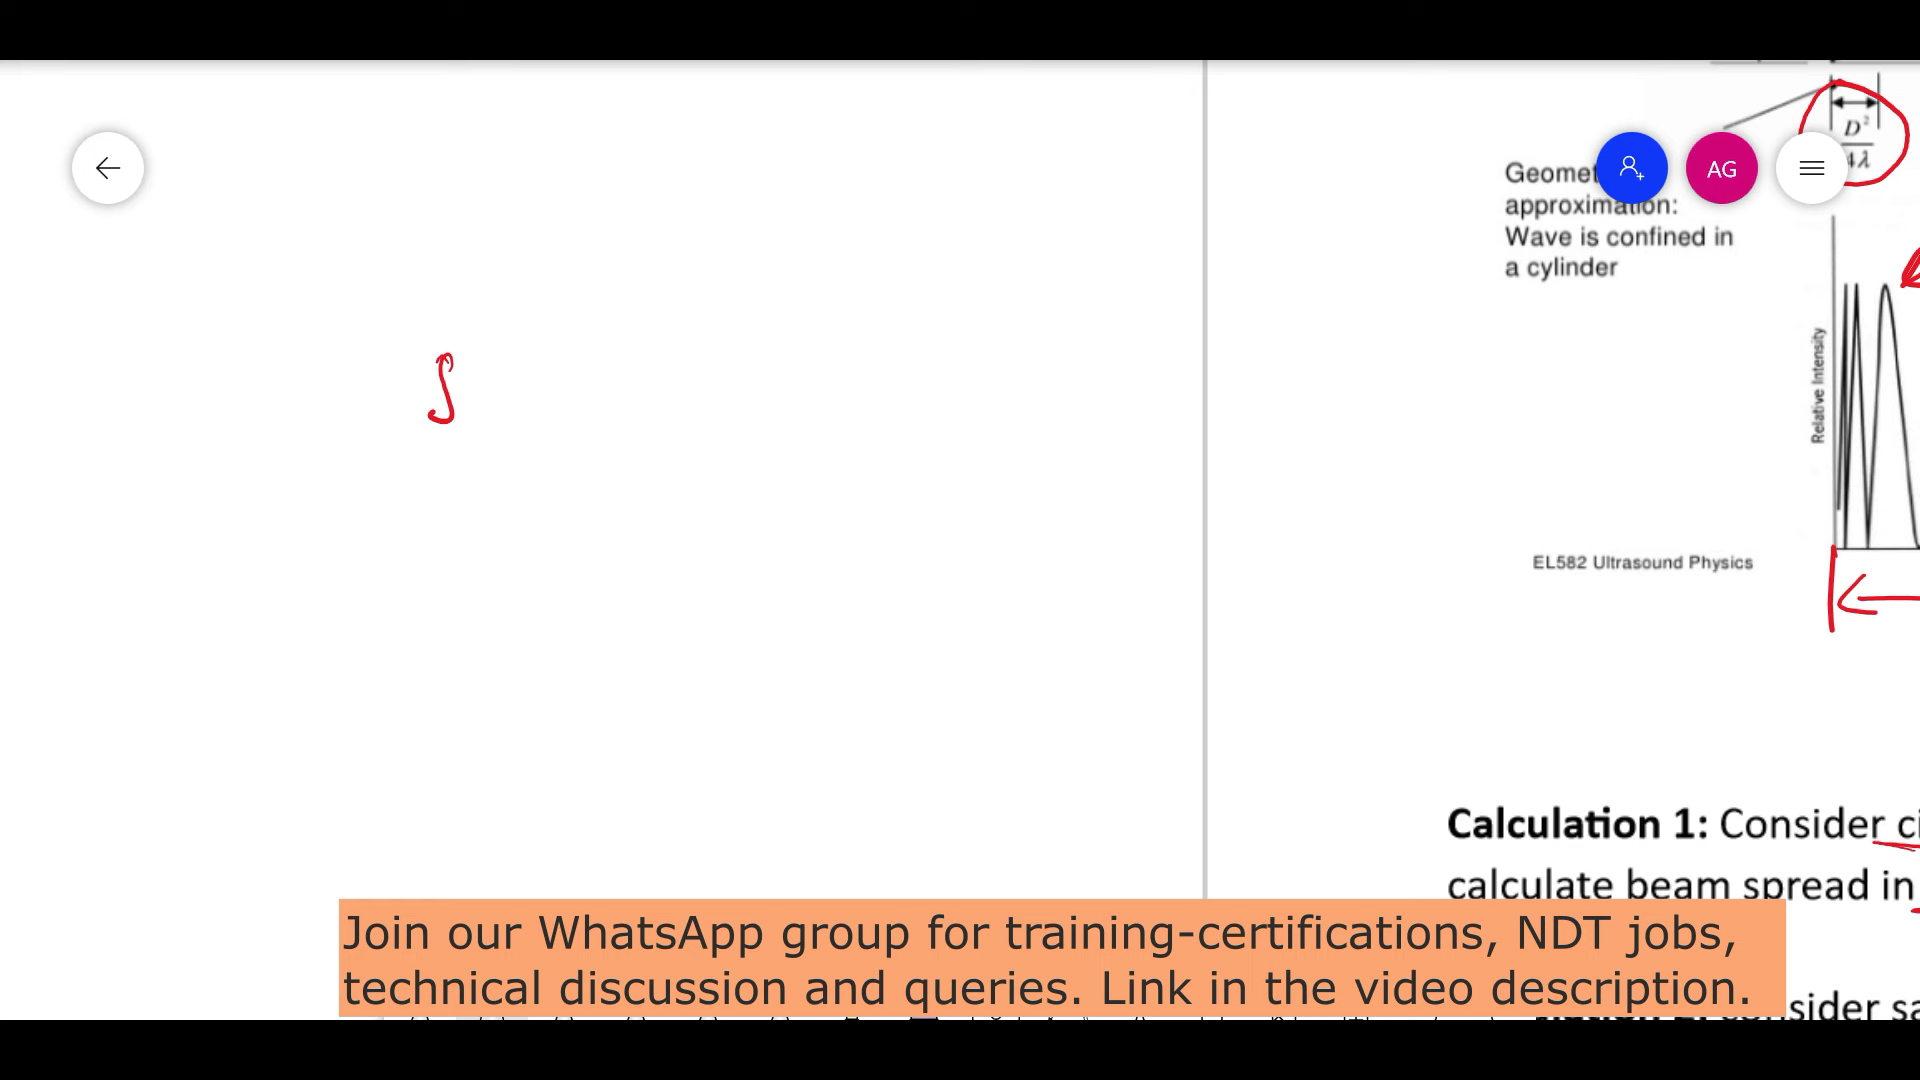 D²
4λ
AG
Geomet
approximation:
Wave is confined in
a cylinder
Relative Intensity
S
EL582 Ultrasound Physics
Calculation 1: Consider ci
calculate beam spread in
Join our WhatsApp group for training-certifications, NDT jobs,
technical discussion and queries. Link in the video description.
nsider sa